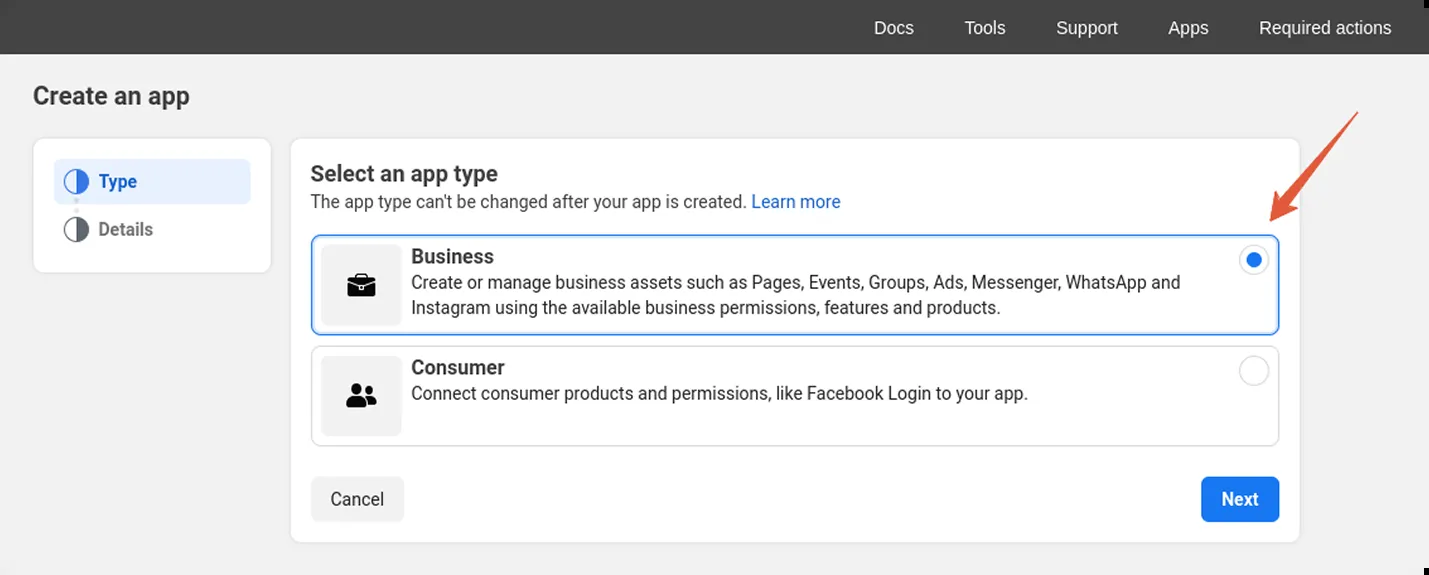 Docs Tools Support Apps Required actions
Create an app
Type
Details
Select an app type
The app type can't be changed after your app is created. Learn more
Business
Create or manage business assets such as Pages, Events, Groups, Ads, Messenger, WhatsApp and
Instagram using the available business permissions, features and products.
Consumer
Connect consumer products and permissions, like Facebook Login to your app.
Cancel
Next